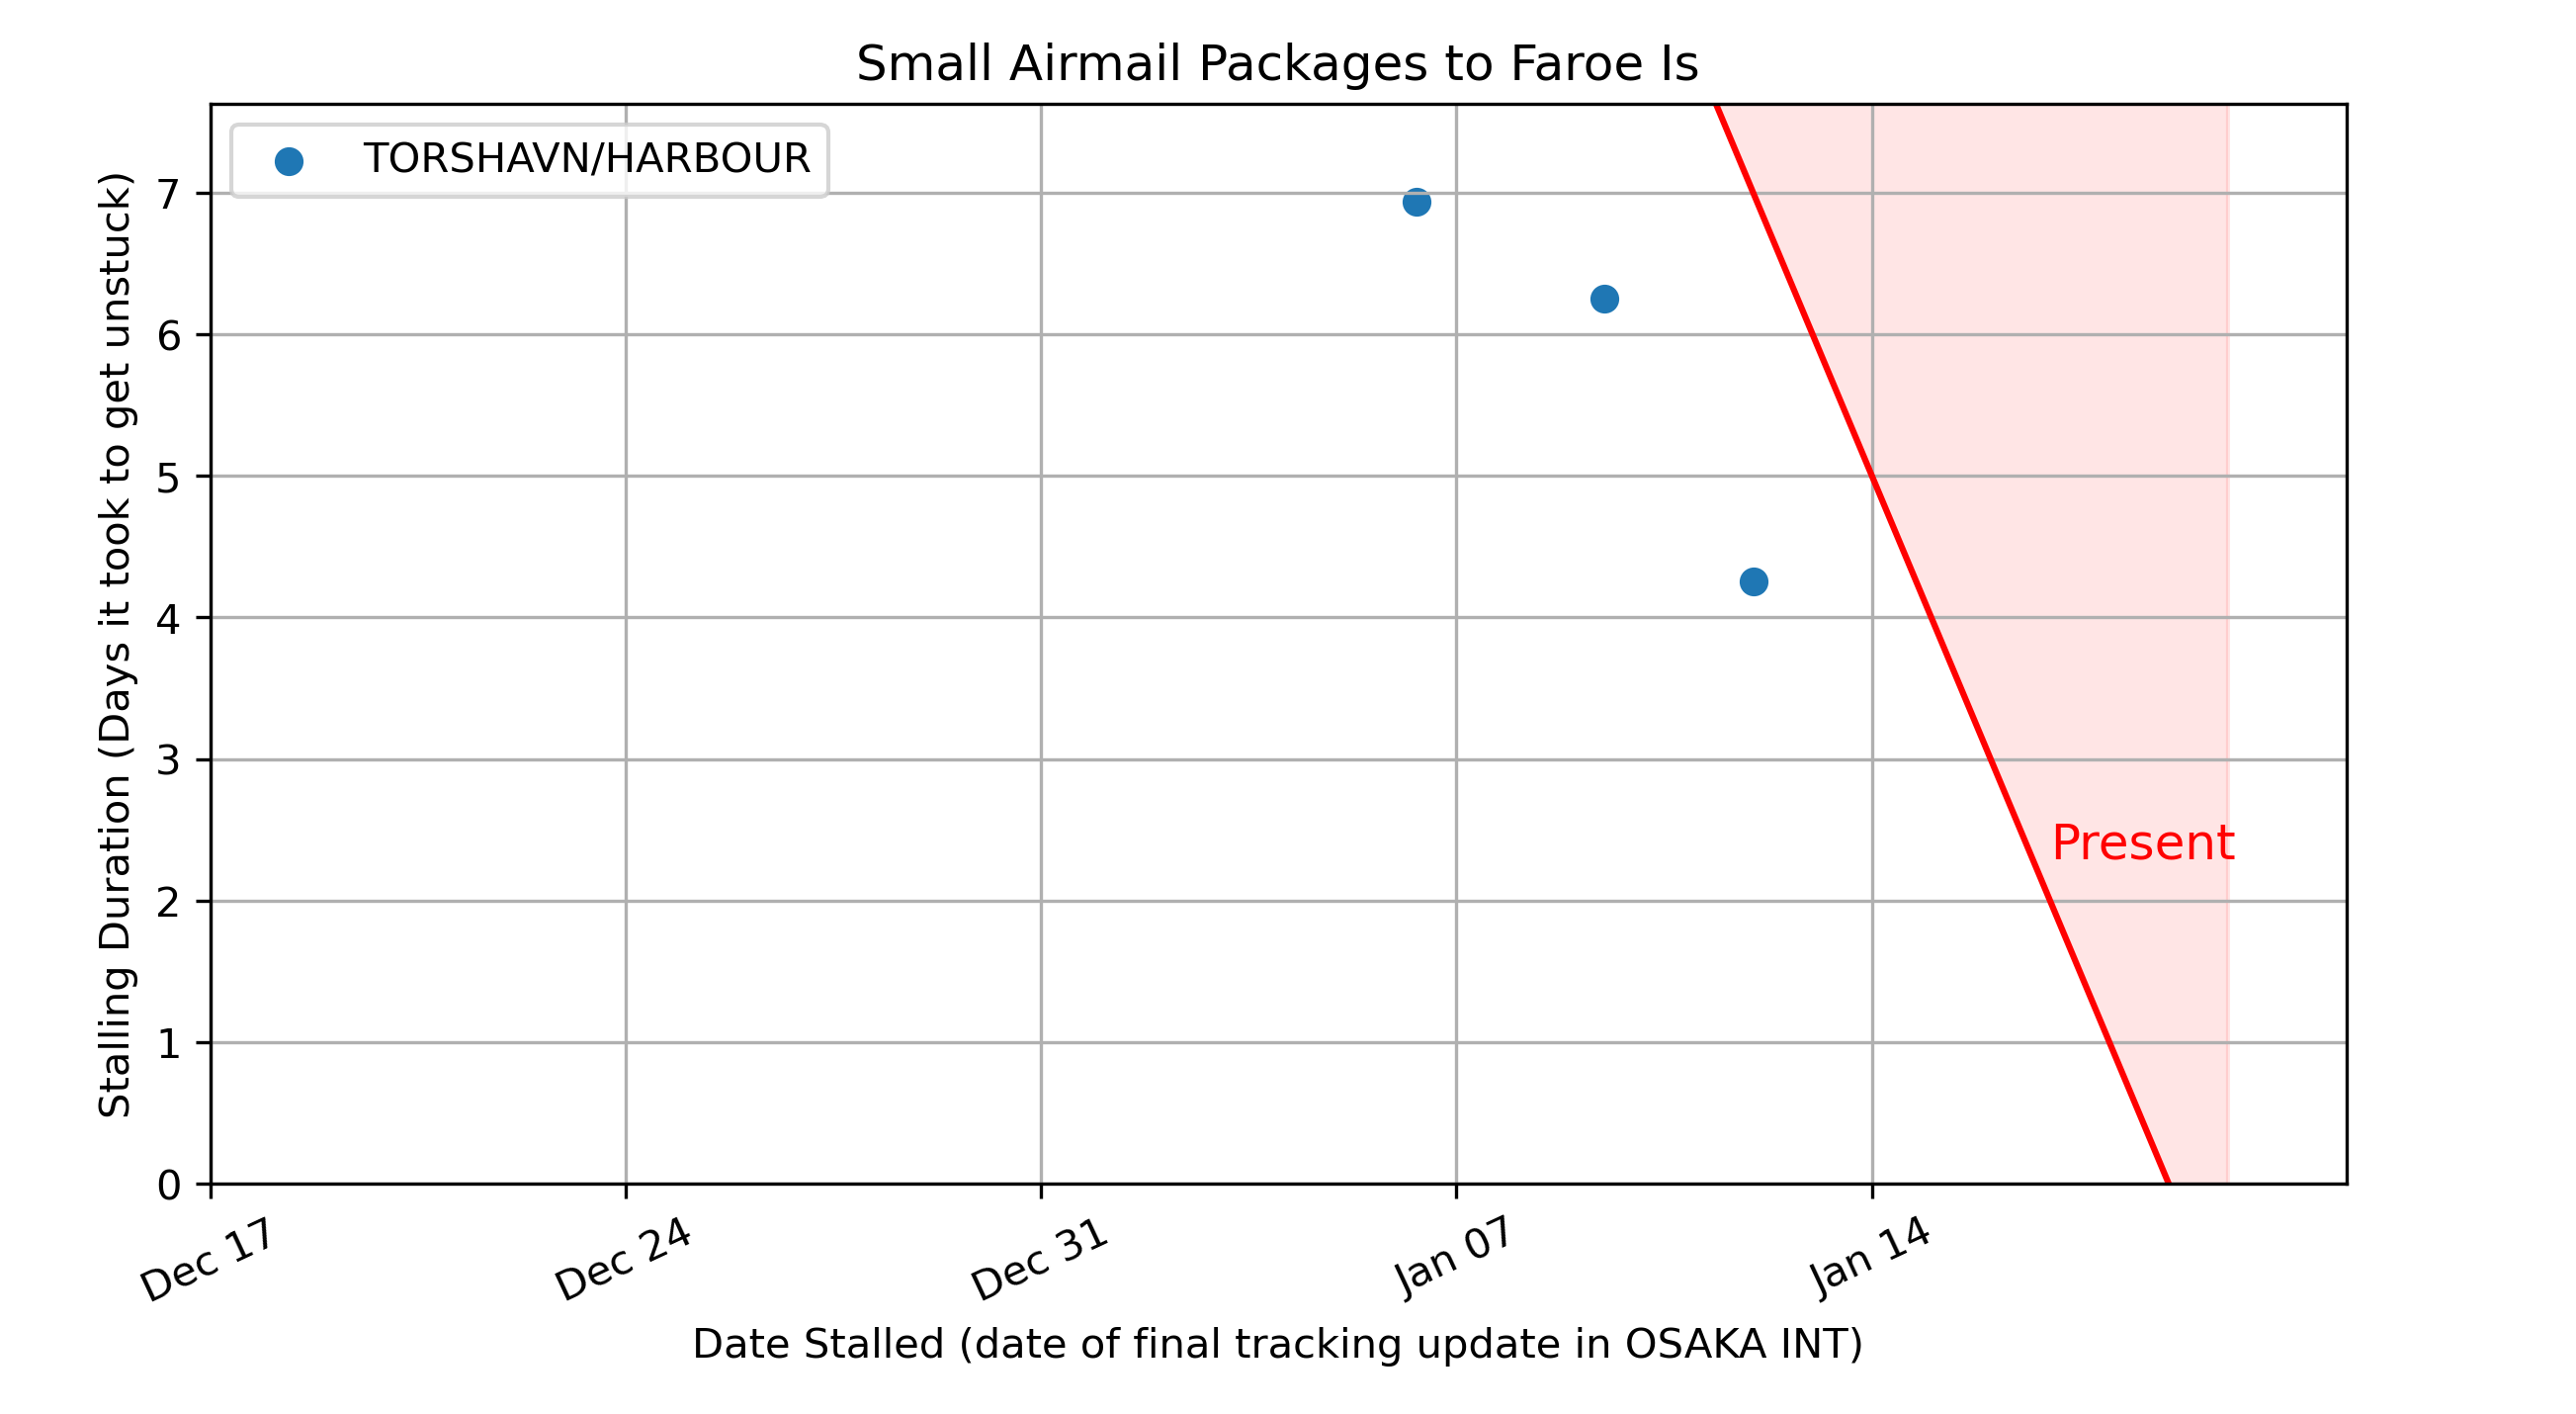 Small Airmail Packages to Faroe Is
TORSHAVN/HARBOUR
Stalling Duration (Days it took to get unstuck)
7
6
5
4
3
2
1
0
Present
Dec 17
Dec 24
Dec 31
Jan 07
Jan 14
Date Stalled (date of final tracking update in OSAKA INT)